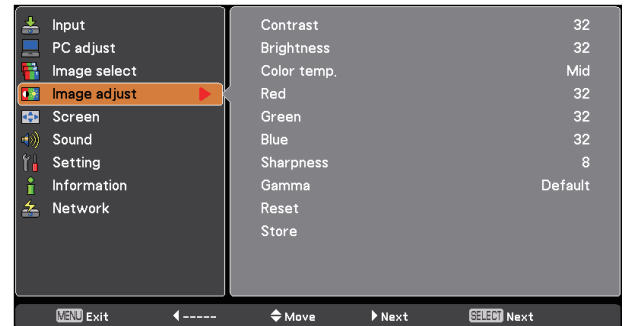 Input
PC adjust
Image select
Image adjust
Screen
Sound
Setting
Information
Network
Contrast 32
Brightness 32
Color temp. Mid
Red 32
Green 32
Blue 32
Sharpness 8
Gamma Default
Reset
Store
MENU Exit ----- Move Next SELECT Next